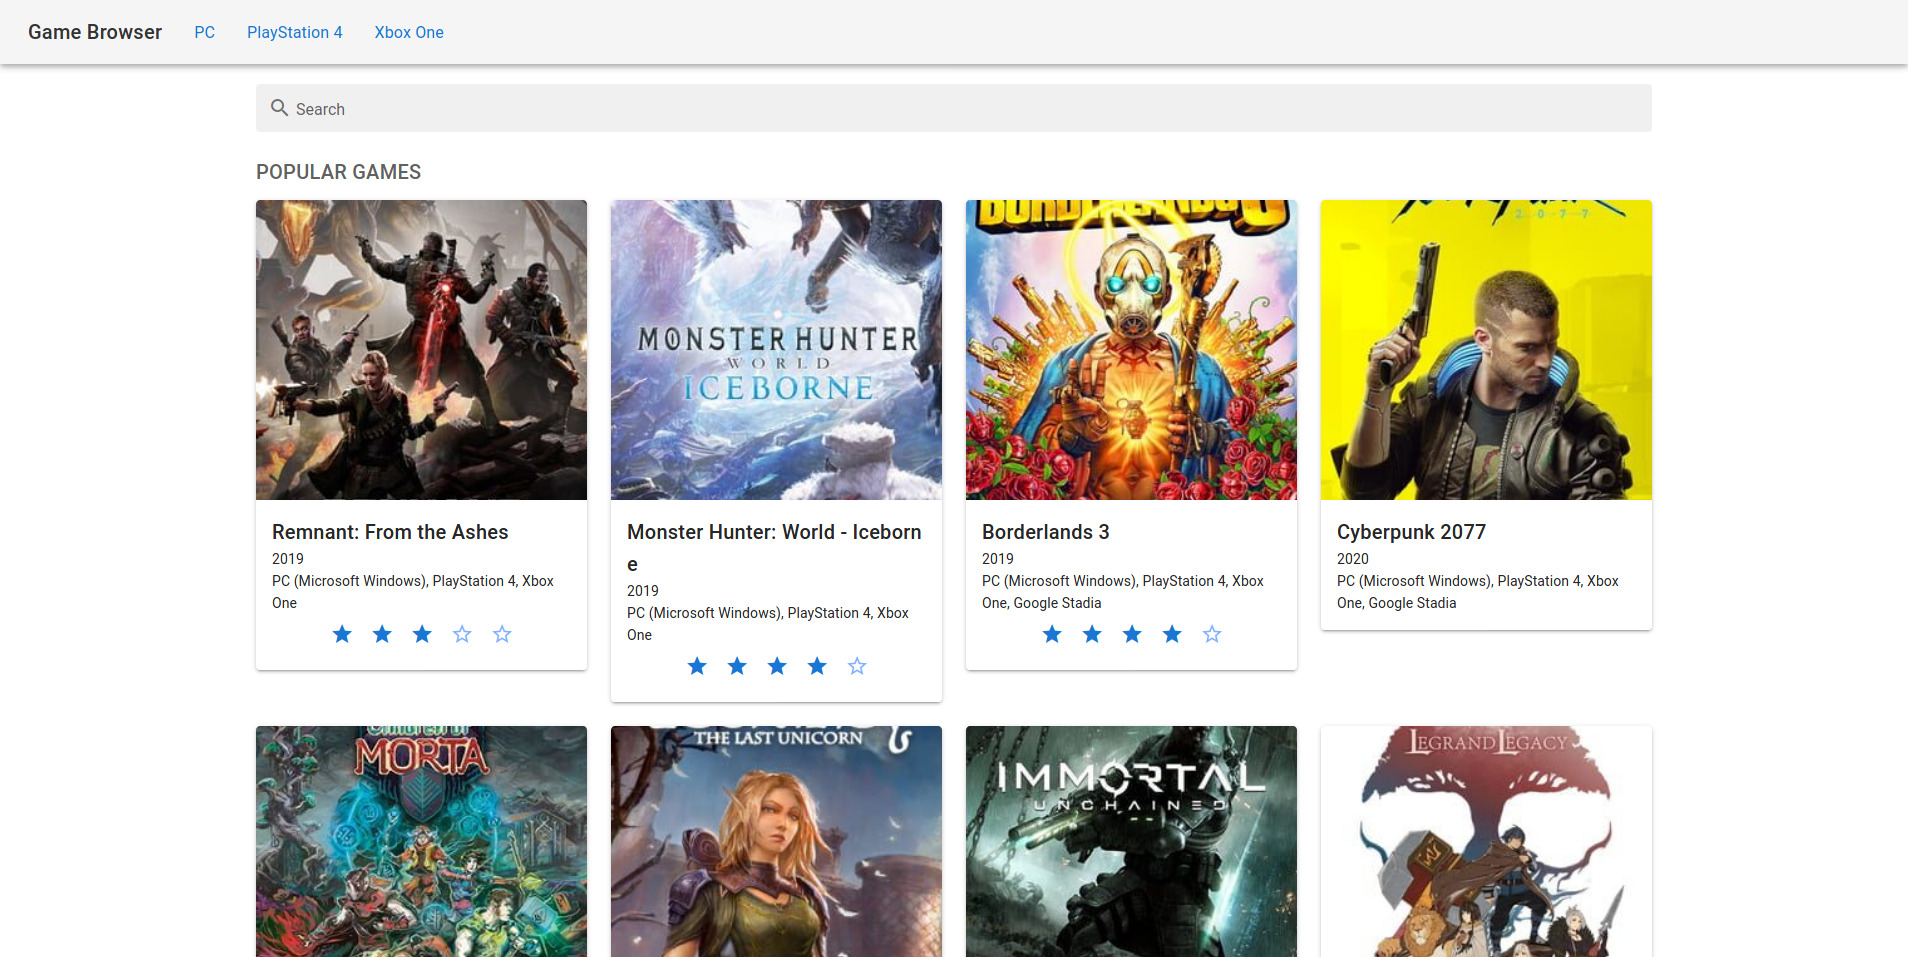 Game Browser PC PlayStation 4 Xbox One
Search
POPULAR GAMES
2077
MONSTER HUNTER
WORLD
ICEBORNE
Remnant: From the Ashes
2019
PC (Microsoft Windows), PlayStation 4, Xbox
One
Monster Hunter: World - Iceborn
e
2019
PC (Microsoft Windows), PlayStation 4, Xbox
One
Borderlands 3
2019
PC (Microsoft Windows), PlayStation 4, Xbox
One, Google Stadia
Cyberpunk 2077
2020
PC (Microsoft Windows), PlayStation 4, Xbox
One, Google Stadia
MORTA
THE LAST UNICORN
IMMORTAL
UNCHAINED
LEGRAND LEGACY